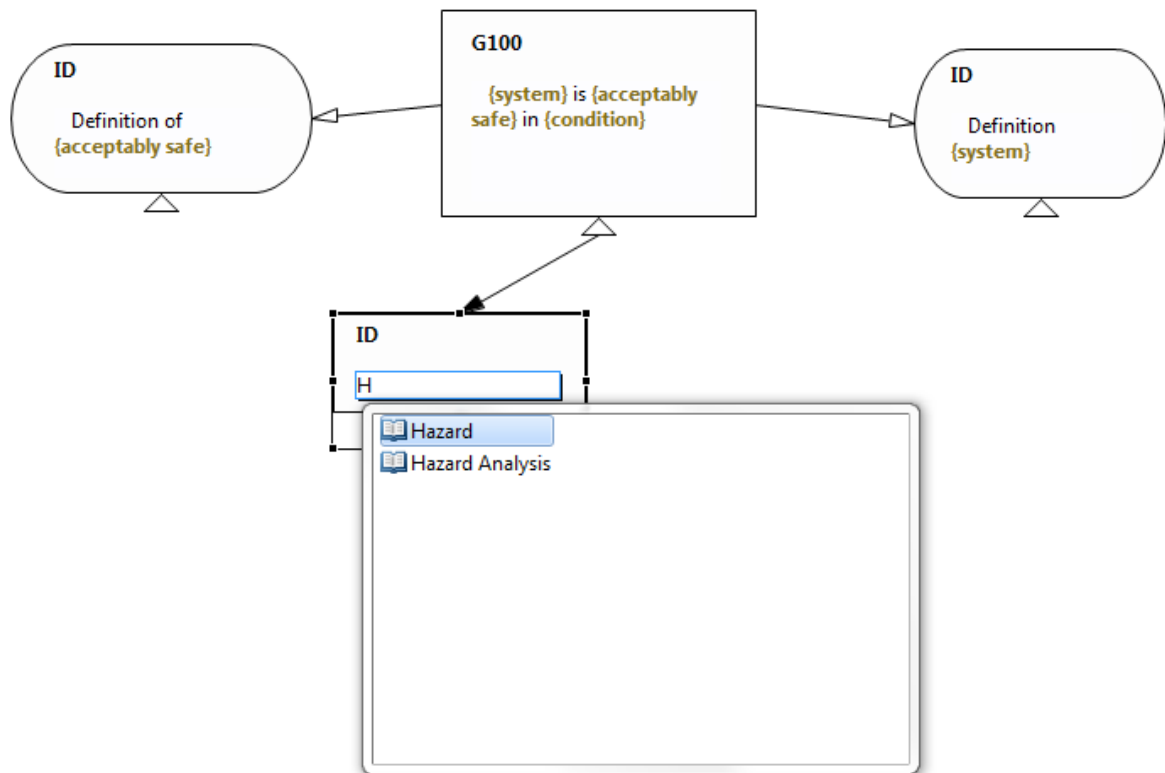 ID
Definition of
{acceptably safe}
G100
{system} is {acceptably
safe} in {condition}
ID
Definition
{system}
ID
H
Hazard
Hazard Analysis